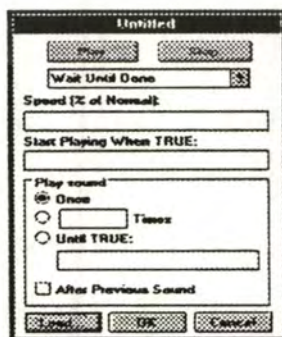 Untitled
Play Stop
Wait Until Done
Speed (% of Normal):
Start Playing When TRUE:
Play sound
Once
Times
Until TRUE:
After Previous Sound
Load... OK Cancel